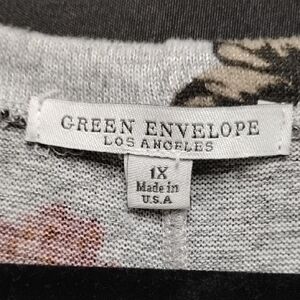 GREEN ENVELOPE
LOS ANGELES
1X
Made in
U.S.A